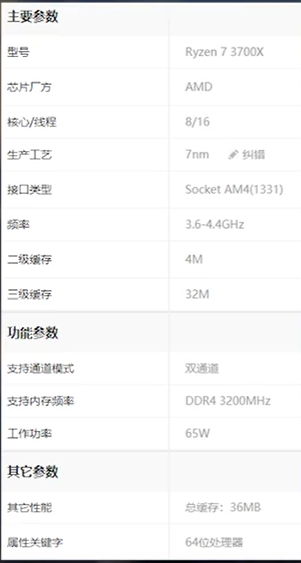 主要参数
型号 Ryzen 7 3700X
芯片厂方 AMD
核心/线程 8/16
生产工艺 7nm 纠错
接口类型 Socket AM4(1331)
频率 3.6-4.4GHz
二级缓存 4M
三级缓存 32M
功能参数
支持通道模式 双通道
支持内存频率 DDR4 3200MHz
工作功率 65W
其它参数
其它性能 总缓存：36MB
属性关键字 64位处理器